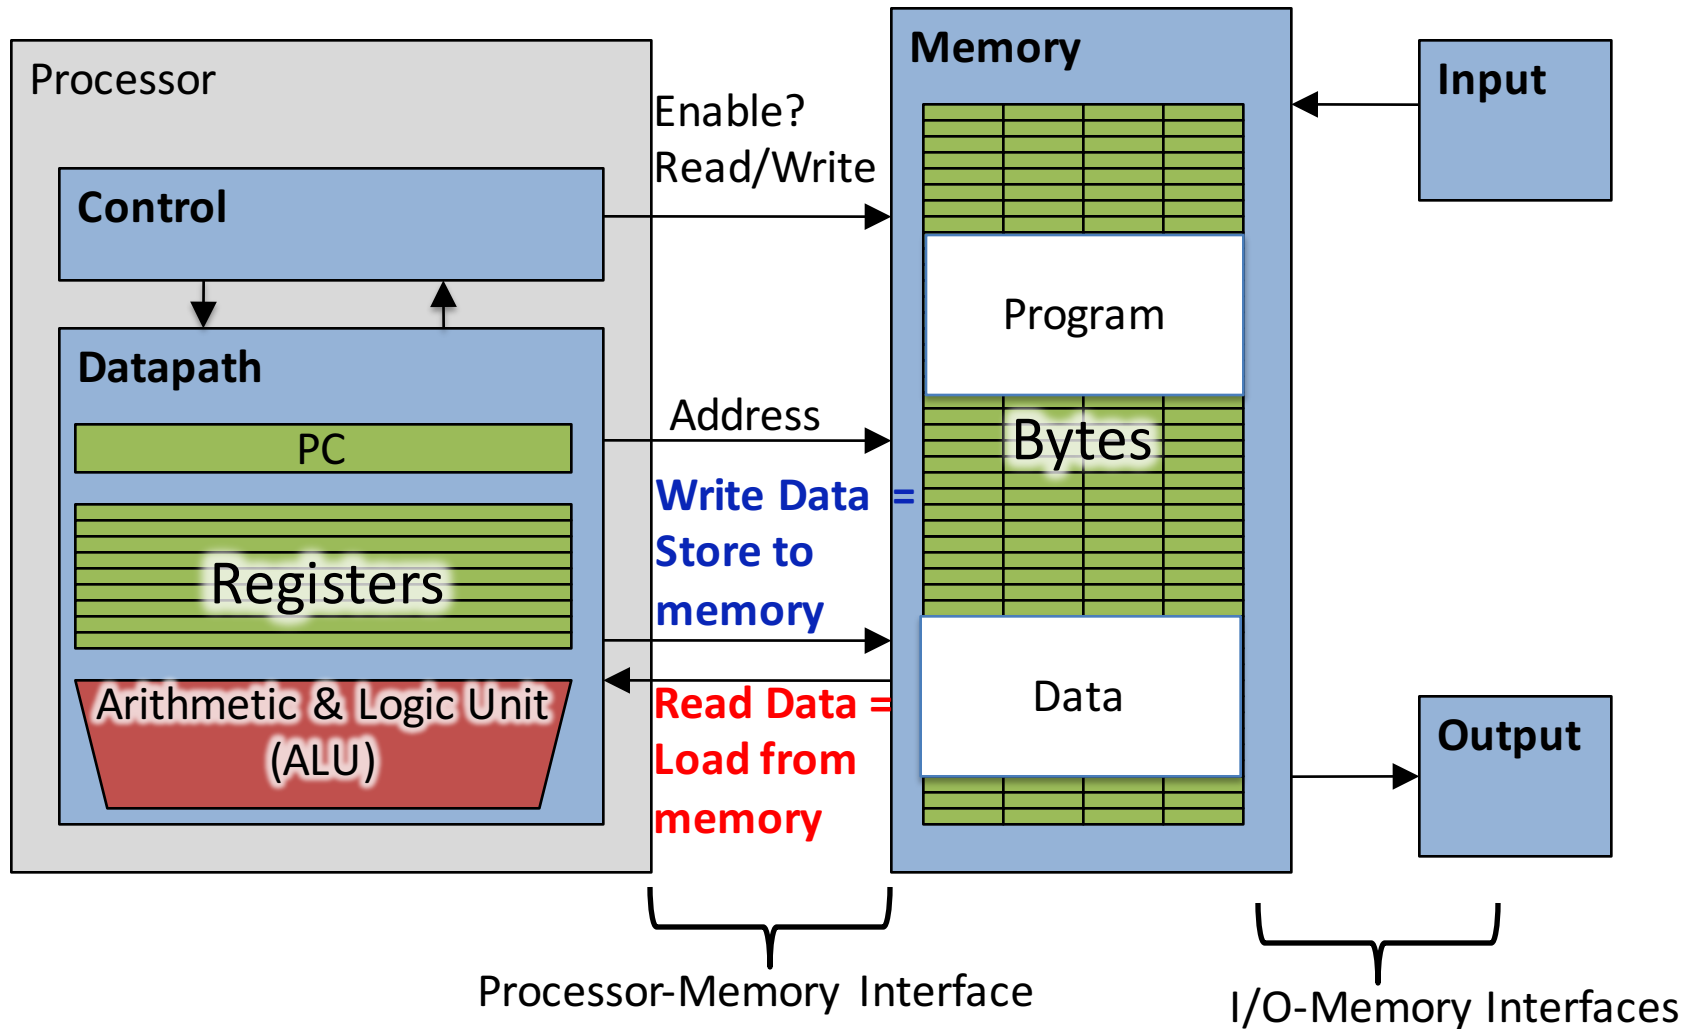 Processor
Control
Datapath
PC
Registers
Arithmetic & Logic Unit
(ALU)
Enable?
Read/Write
Address
Write Data =
Store to
memory
Read Data =
Load from
memory
Memory
Program
Bytes
Data
Input
Output
Processor-Memory Interface
I/O-Memory Interfaces